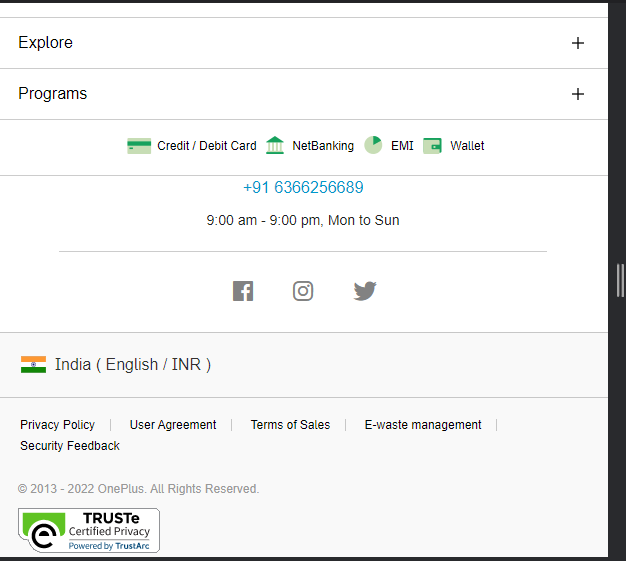 Explore
Programs
Credit / Debit Card NetBanking EMI Wallet
+91 6366256689
9:00 am - 9:00 pm, Mon to Sun
India ( English / INR )
Privacy Policy User Agreement Terms of Sales E-waste management
Security Feedback
© 2013 - 2022 OnePlus. All Rights Reserved.
TRUSTe
Certified Privacy
Powered by TrustArc